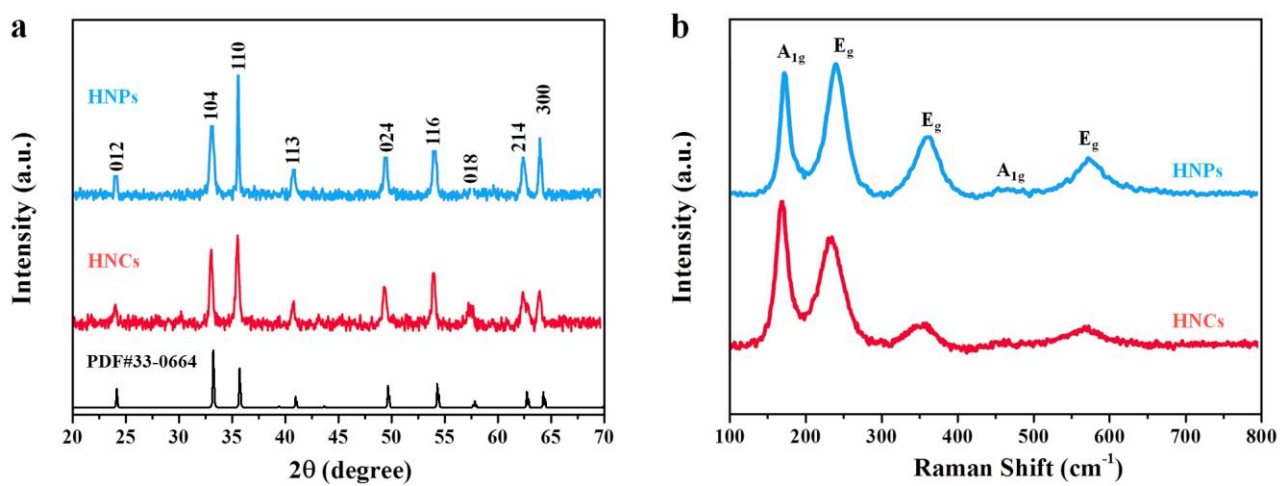 a
HNPs
HNCs
PDF#33-0664
012
104
110
113
024
116
018
214
300
Intensity (a.u.)
20 25 30 35 40 45 50 55 60 65 70
2θ (degree)
b
A1g
Eg
Eg
A1g
Eg
HNPs
HNCs
Intensity (a.u.)
100 200 300 400 500 600 700 800
Raman Shift (cm⁻¹)